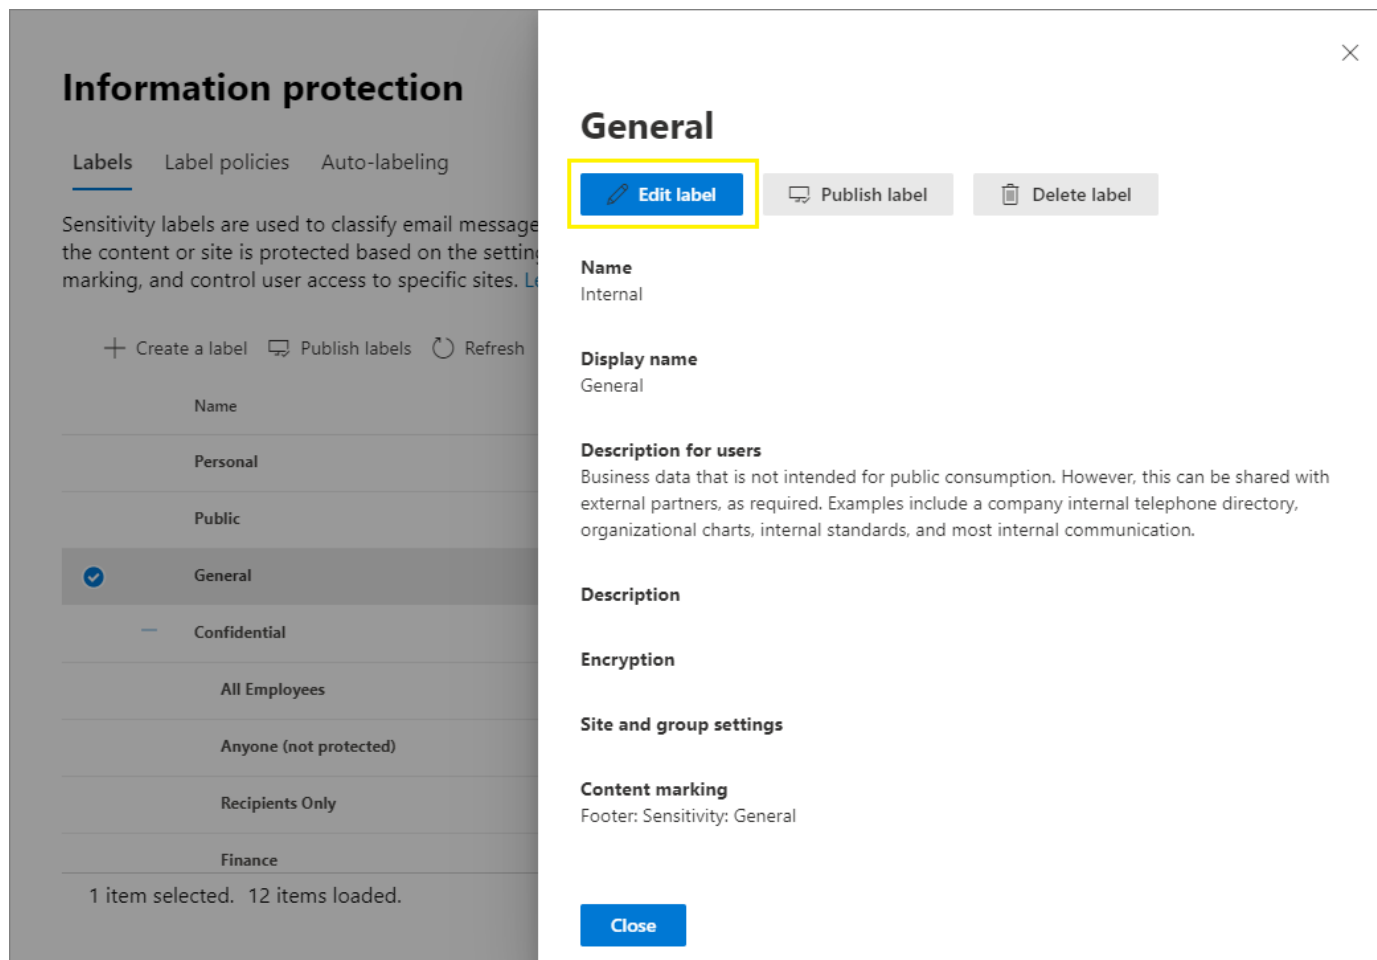 Information protection
Labels Label policies Auto-labeling
Sensitivity labels are used to classify email message
the content or site is protected based on the setting
marking, and control user access to specific sites.
Create a label Publish labels Refresh
Name
Personal
Public
General
Confidential
All Employees
Anyone (not protected)
Recipients Only
Finance
1 item selected. 12 items loaded.
General
Edit label Publish label Delete label
Name
Internal
Display name
General
Description for users
Business data that is not intended for public consumption. However, this can be shared with
external partners, as required. Examples include a company internal telephone directory,
organizational charts, internal standards, and most internal communication.
Description
Encryption
Site and group settings
Content marking
Footer: Sensitivity: General
Close